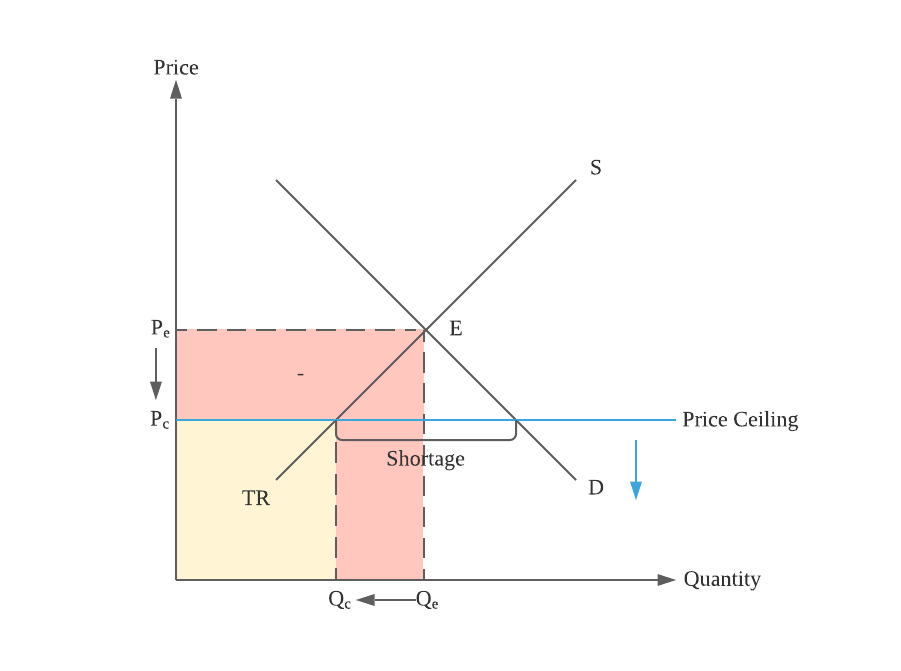 Price
S
Pe
E
-
Pc
Price Ceiling
Shortage
TR
D
Quantity
Qc
Qe